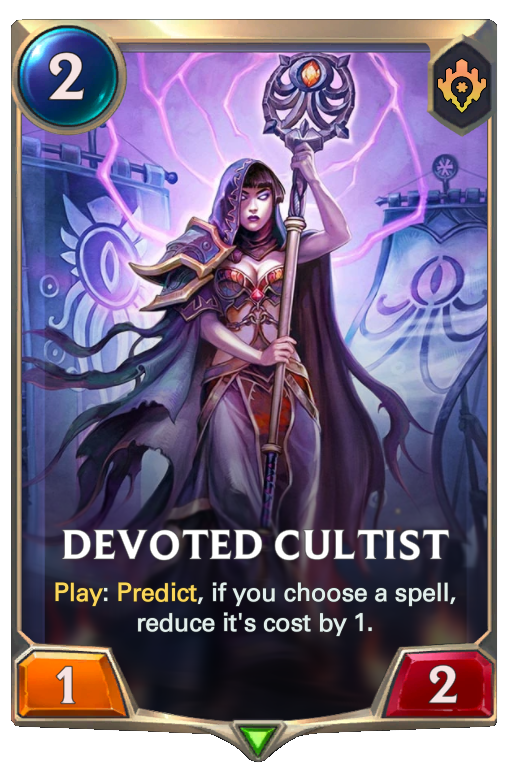 2
DEVOTED CULTIST
Play: Predict, if you choose a spell,
reduce it's cost by 1.
1
2